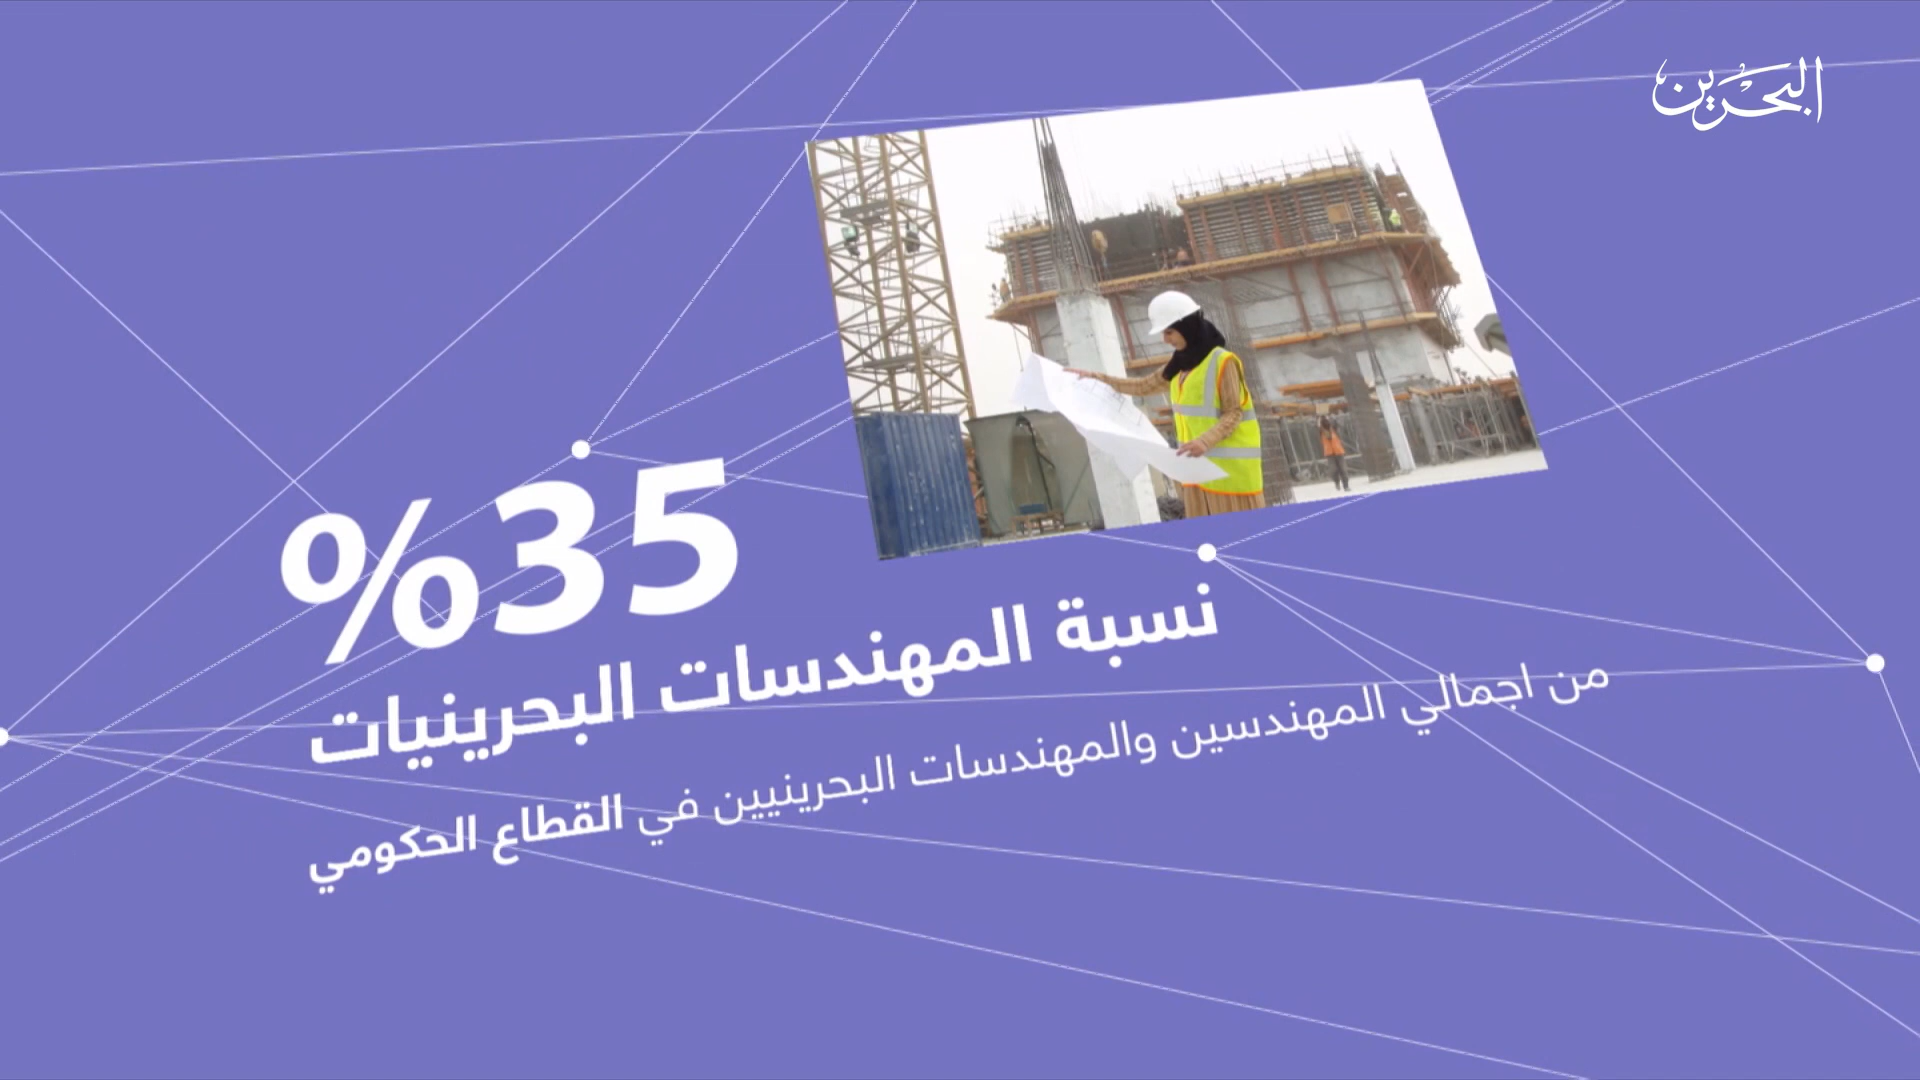 البحرين
%35
نسبة المهندسات البحرينيات
من اجمالي المهندسين والمهندسات البحرينيين في القطاع الحكومي